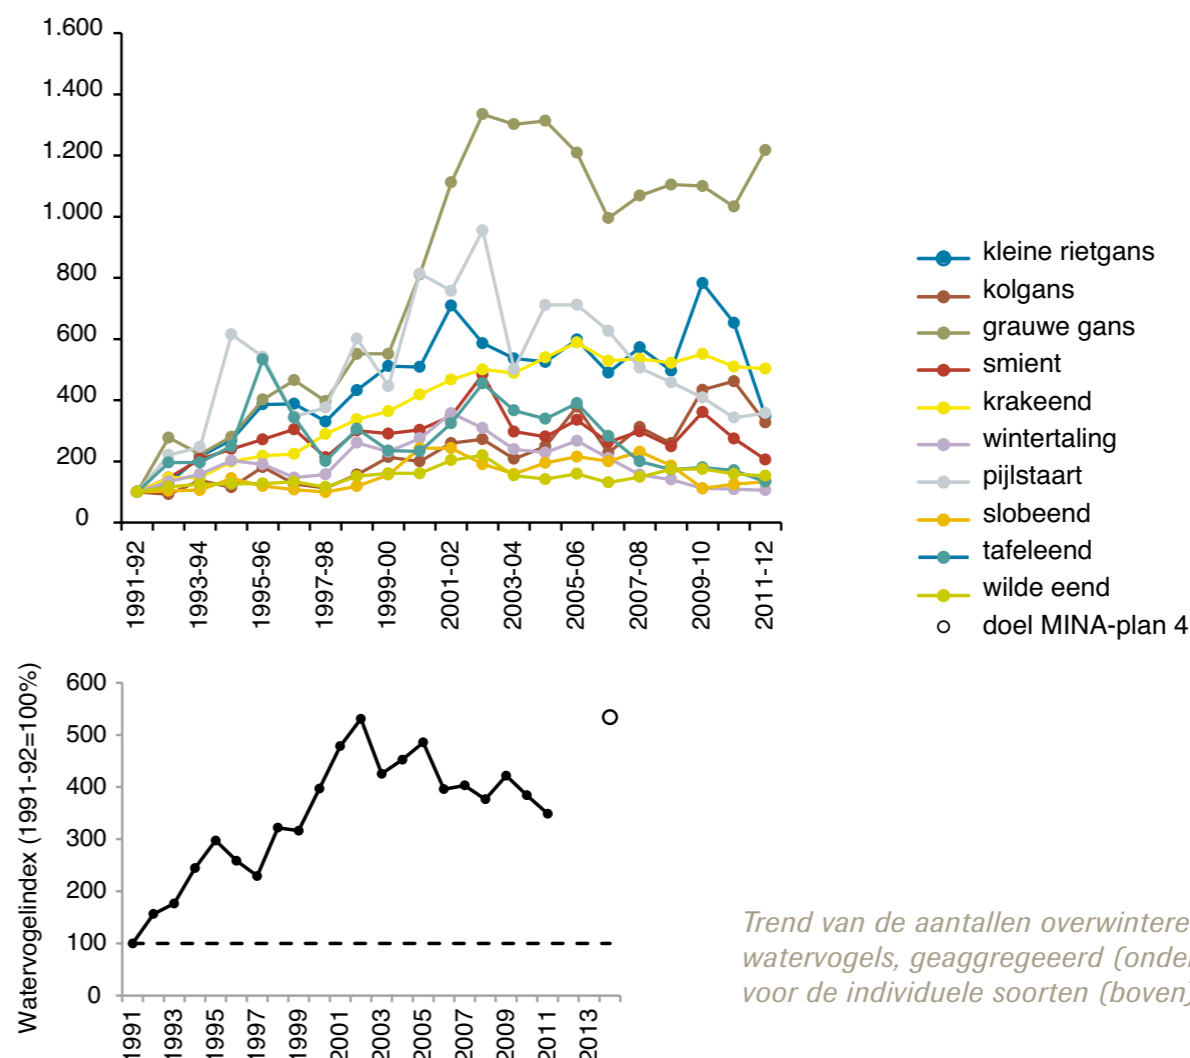 1.600
1.400
1.200
1.000
800
600
400
200
0
1991-92
1993-94
1995-96
1997-98
1999-00
2001-02
2003-04
2005-06
2007-08
2009-10
2011-12
kleine rietgans
kolgans
grauwe gans
smient
krakeend
wintertaling
pijlstaart
slobeend
tafeleend
wilde eend
doel MINA-plan 4
Watervogelindex (1991-92=100%)
600
500
400
300
200
100
0
1991
1993
1995
1997
1999
2001
2003
2005
2007
2009
2011
2013
Trend van de aantallen overwintere
watervogels, geaggregeeerd (onde
voor de individuele soorten (boven)